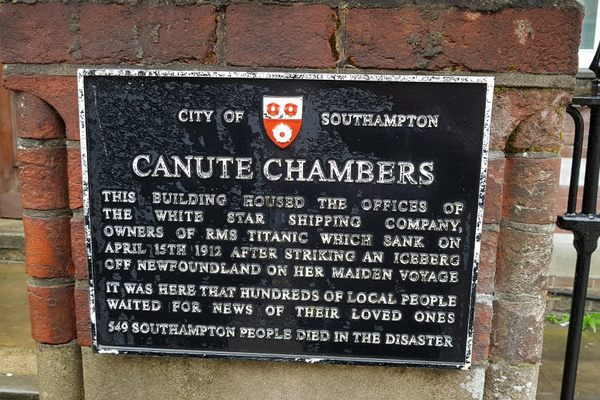 CITY OF SOUTHAMPTON
CANUTE CHAMBERS
THIS BUILDING HOUSED THE OFFICES OF
THE WHITE STAR SHIPPING COMPANY,
OWNERS OF RMS TITANIC WHICH SANK ON
APRIL 15TH 1912 AFTER STRIKING AN ICEBERG
OFF NEWFOUNDLAND ON HER MAIDEN VOYAGE
IT WAS HERE THAT HUNDREDS OF LOCAL PEOPLE
WAITED FOR NEWS OF THEIR LOVED ONES
549 SOUTHAMPTON PEOPLE DIED IN THE DISASTER